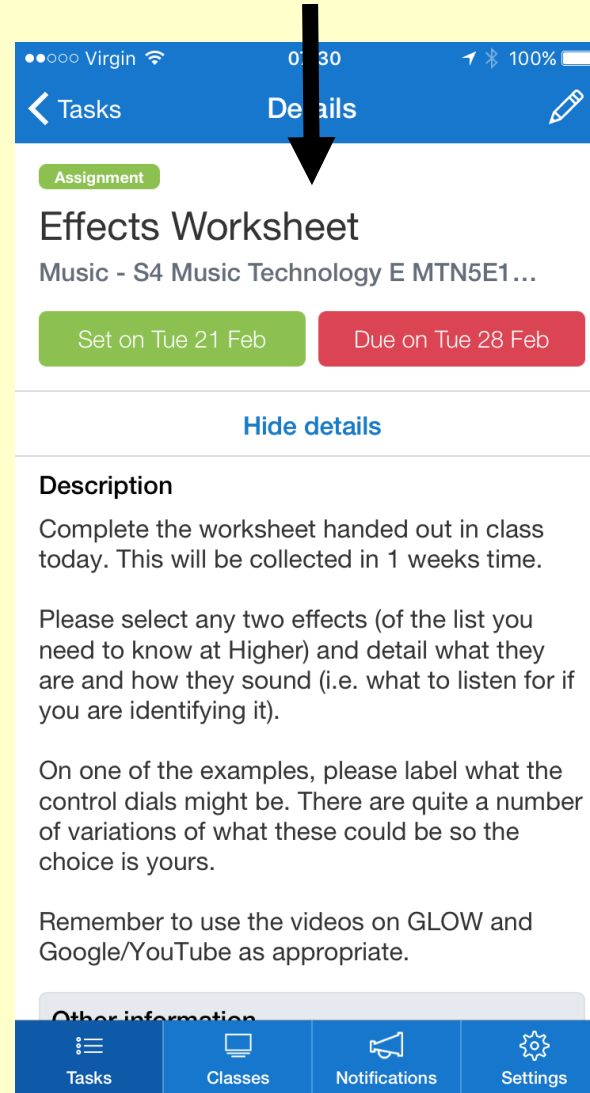 Virgin 100%
Tasks Details
Assignment
Effects Worksheet
Music - S4 Music Technology E MTN5E1...
Set on Tue 21 Feb Due on Tue 28 Feb
Hide details
Description
Complete the worksheet handed out in class
today. This will be collected in 1 weeks time.
Please select any two effects (of the list you
need to know at Higher) and detail what they
are and how they sound (i.e. what to listen for if
you are identifying it).
On one of the examples, please label what the
control dials might be. There are quite a number
of variations of what these could be so the
choice is yours.
Remember to use the videos on GLOW and
Google/YouTube as appropriate.
Other information
Tasks Classes Notifications Settings